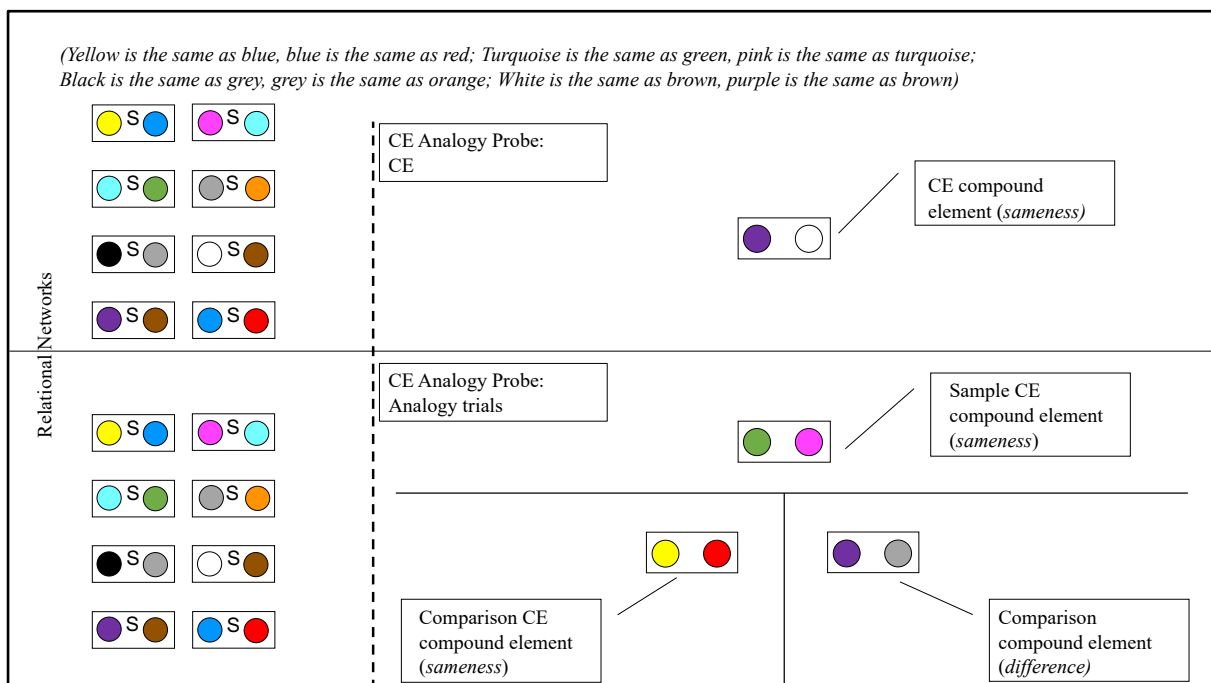 (Yellow is the same as blue, blue is the same as red; Turquoise is the same as green, pink is the same as turquoise;
Black is the same as grey, grey is the same as orange; White is the same as brown, purple is the same as brown)
S S
S S
S S
S S
Relational Networks
CE Analogy Probe:
CE
CE compound
element (sameness)
S S
S S
S S
S S
CE Analogy Probe:
Analogy trials
Sample CE
compound element
(sameness)
Comparison CE
compound element
(sameness)
Comparison
compound element
(difference)